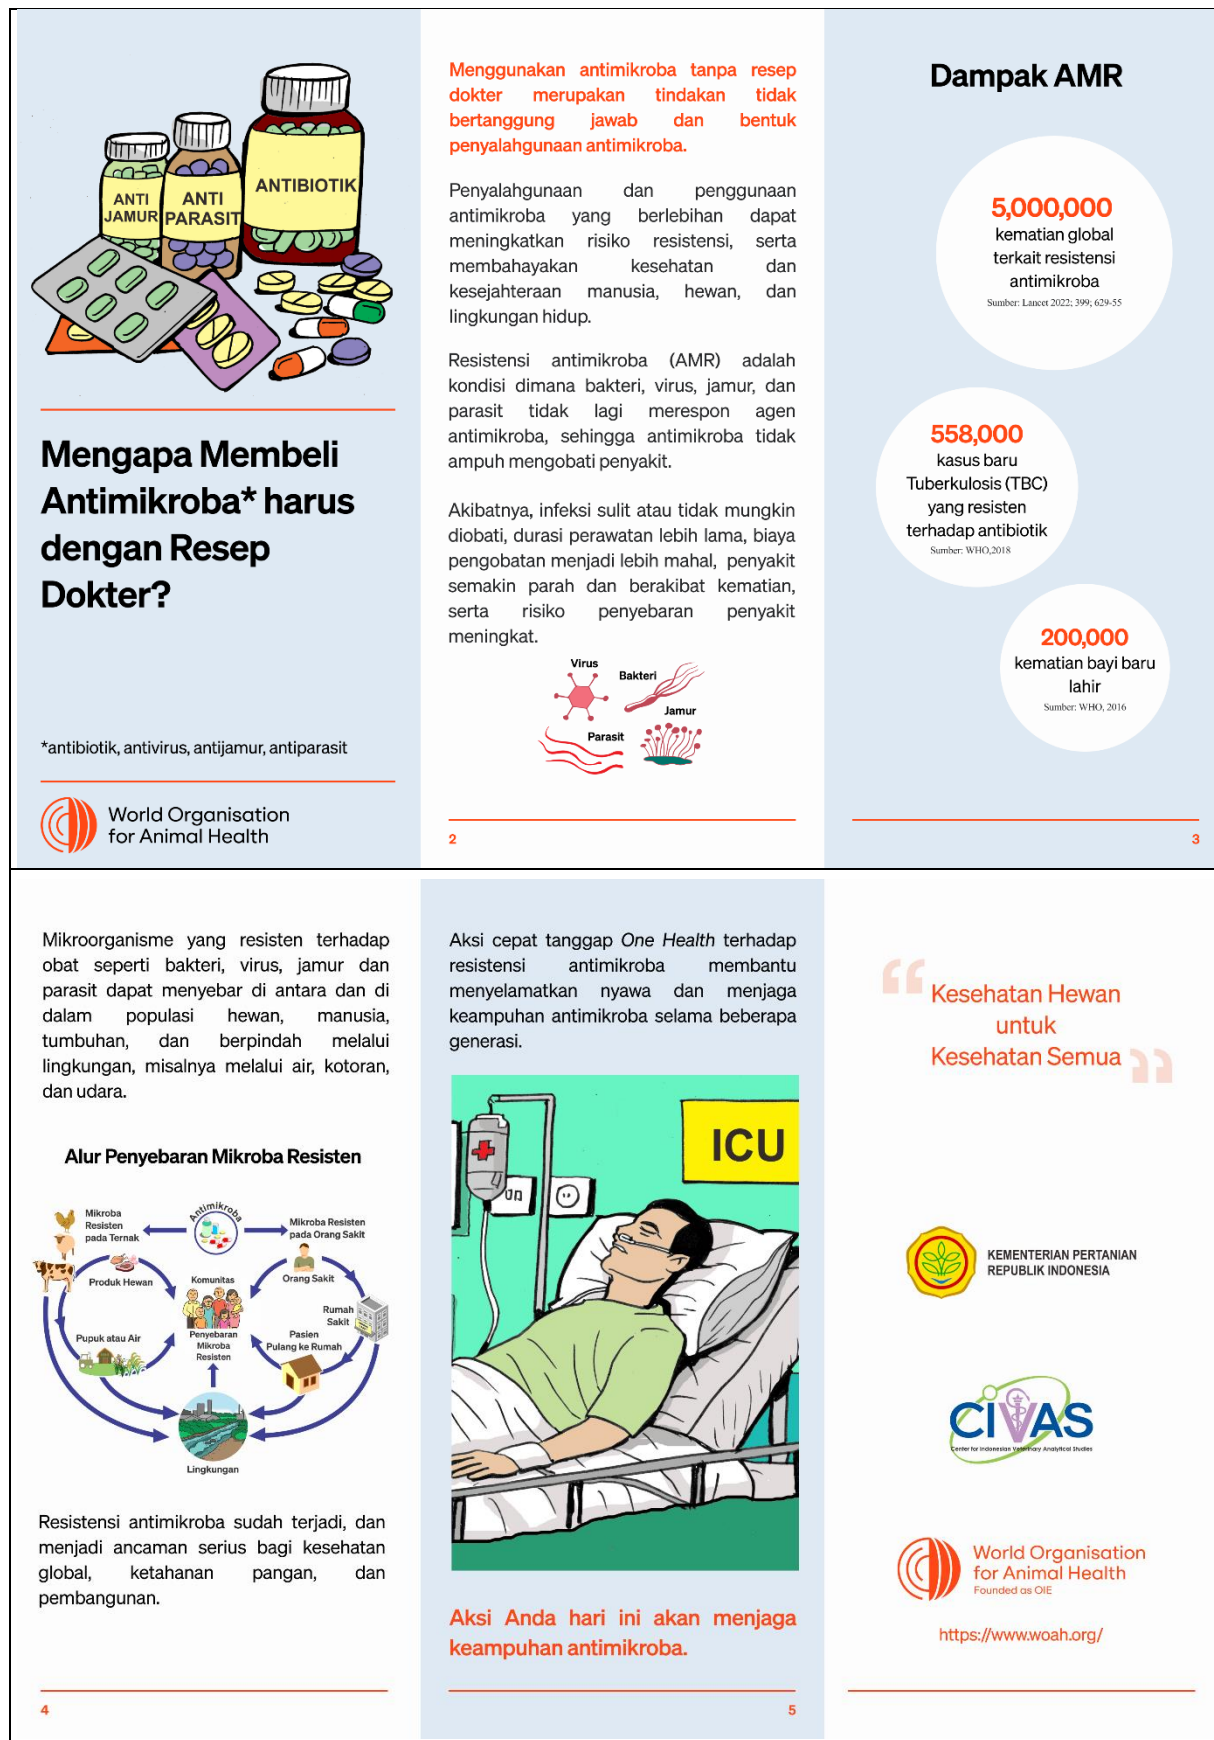 ANTI
JAMUR
ANTI
PARASIT
ANTIBIOTIK
Mengapa Membeli
Antimikroba* harus
dengan Resep
Dokter?
*antibiotik, antivirus, antijamur, antiparasit
World Organisation
for Animal Health
Menggunakan antimikroba tanpa resep
dokter merupakan tindakan tidak
bertanggung jawab dan bentuk
penyalahgunaan antimikroba.
Penyalahgunaan dan penggunaan
antimikroba yang berlebihan dapat
meningkatkan risiko resistensi, serta
membahayakan kesehatan dan
kesejahteraan manusia, hewan, dan
lingkungan hidup.
Resistensi antimikroba (AMR) adalah
kondisi dimana bakteri, virus, jamur, dan
parasit tidak lagi merespon agen
antimikroba, sehingga antimikroba tidak
ampuh mengobati penyakit.
Akibatnya, infeksi sulit atau tidak mungkin
diobati, durasi perawatan lebih lama, biaya
pengobatan menjadi lebih mahal, penyakit
semakin parah dan berakibat kematian,
serta risiko penyebaran penyakit
meningkat.
Virus
Bakteri
Jamur
Parasit
2
Dampak AMR
5,000,000
kematian global
terkait resistensi
antimikroba
Sumber: Lancet 2022; 399; 629-55
558,000
kasus baru
Tuberkulosis (TBC)
yang resisten
terhadap antibiotik
Sumber: WHO,2018
200,000
kematian bayi baru
lahir
Sumber: WHO, 2016
3
Mikroorganisme yang resisten terhadap
obat seperti bakteri, virus, jamur dan
parasit dapat menyebar di antara dan di
dalam populasi hewan, manusia,
tumbuhan, dan berpindah melalui
lingkungan, misalnya melalui air, kotoran,
dan udara.
Alur Penyebaran Mikroba Resisten
Antimikroba
Mikroba
Resisten
pada Ternak
Mikroba Resisten
pada Orang Sakit
Produk Hewan
Komunitas
Orang Sakit
Rumah
Sakit
Pupuk atau Air
Penyebaran
Mikroba
Resisten
Pasien
Pulang ke Rumah
Lingkungan
Resistensi antimikroba sudah terjadi, dan
menjadi ancaman serius bagi kesehatan
global, ketahanan pangan, dan
pembangunan.
4
Aksi cepat tanggap One Health terhadap
resistensi antimikroba membantu
menyelamatkan nyawa dan menjaga
keampuhan antimikroba selama beberapa
generasi.
ICU
Aksi Anda hari ini akan menjaga
keampuhan antimikroba.
5
“Kesehatan Hewan
untuk
Kesehatan Semua”
KEMENTERIAN PERTANIAN
REPUBLIK INDONESIA
CIVAS
Center for Indonesian Veterinary Analytical Studies
World Organisation
for Animal Health
Founded as OIE
https://www.woah.org/